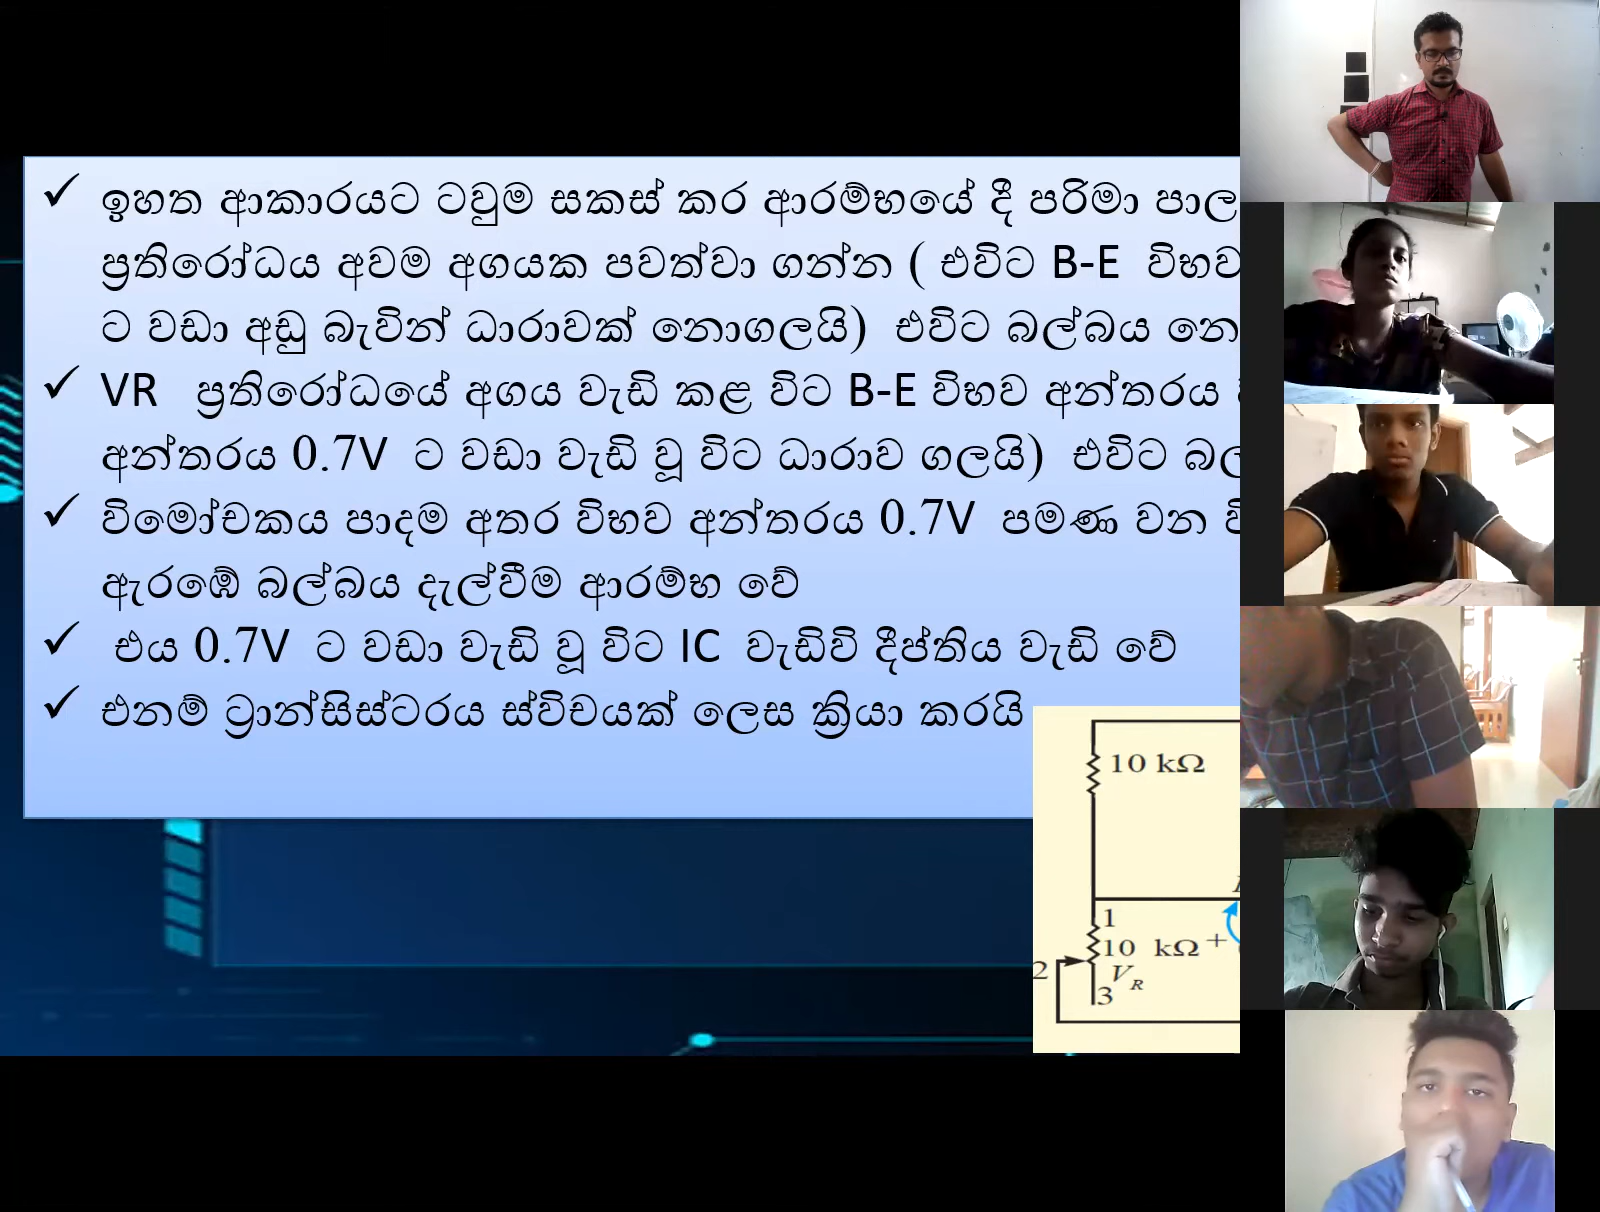 ✓ ඉහත ආකාරයට ටවුම සකස් කර ආරම්භයේ දී පරිමා පාල
ප්‍රතිරෝධය අවම අගයක පවත්වා ගන්න ( එවිට B-E විභව
ට වඩා අඩු බැවින් ධාරාවක් නොගලයි) එවිට බල්බය නො
✓ VR ප්‍රතිරෝධයේ අගය වැඩි කළ විට B-E විභව අන්තරය
අන්තරය 0.7V ට වඩා වැඩි වූ විට ධාරාව ගලයි) එවිට බල
✓ විමෝචකය පාදම අතර විභව අන්තරය 0.7V පමණ වන වි
ඇරඹේ බල්බය දැල්වීම ආරම්භ වේ
✓ එය 0.7V ට වඩා වැඩි වූ විට IC වැඩිවි දීප්තිය වැඩි වේ
✓ එනම් ට්‍රාන්සිස්ටරය ස්විචයක් ලෙස ක්‍රියා කරයි
10 kΩ
1
10 kΩ +
2
V_R
3